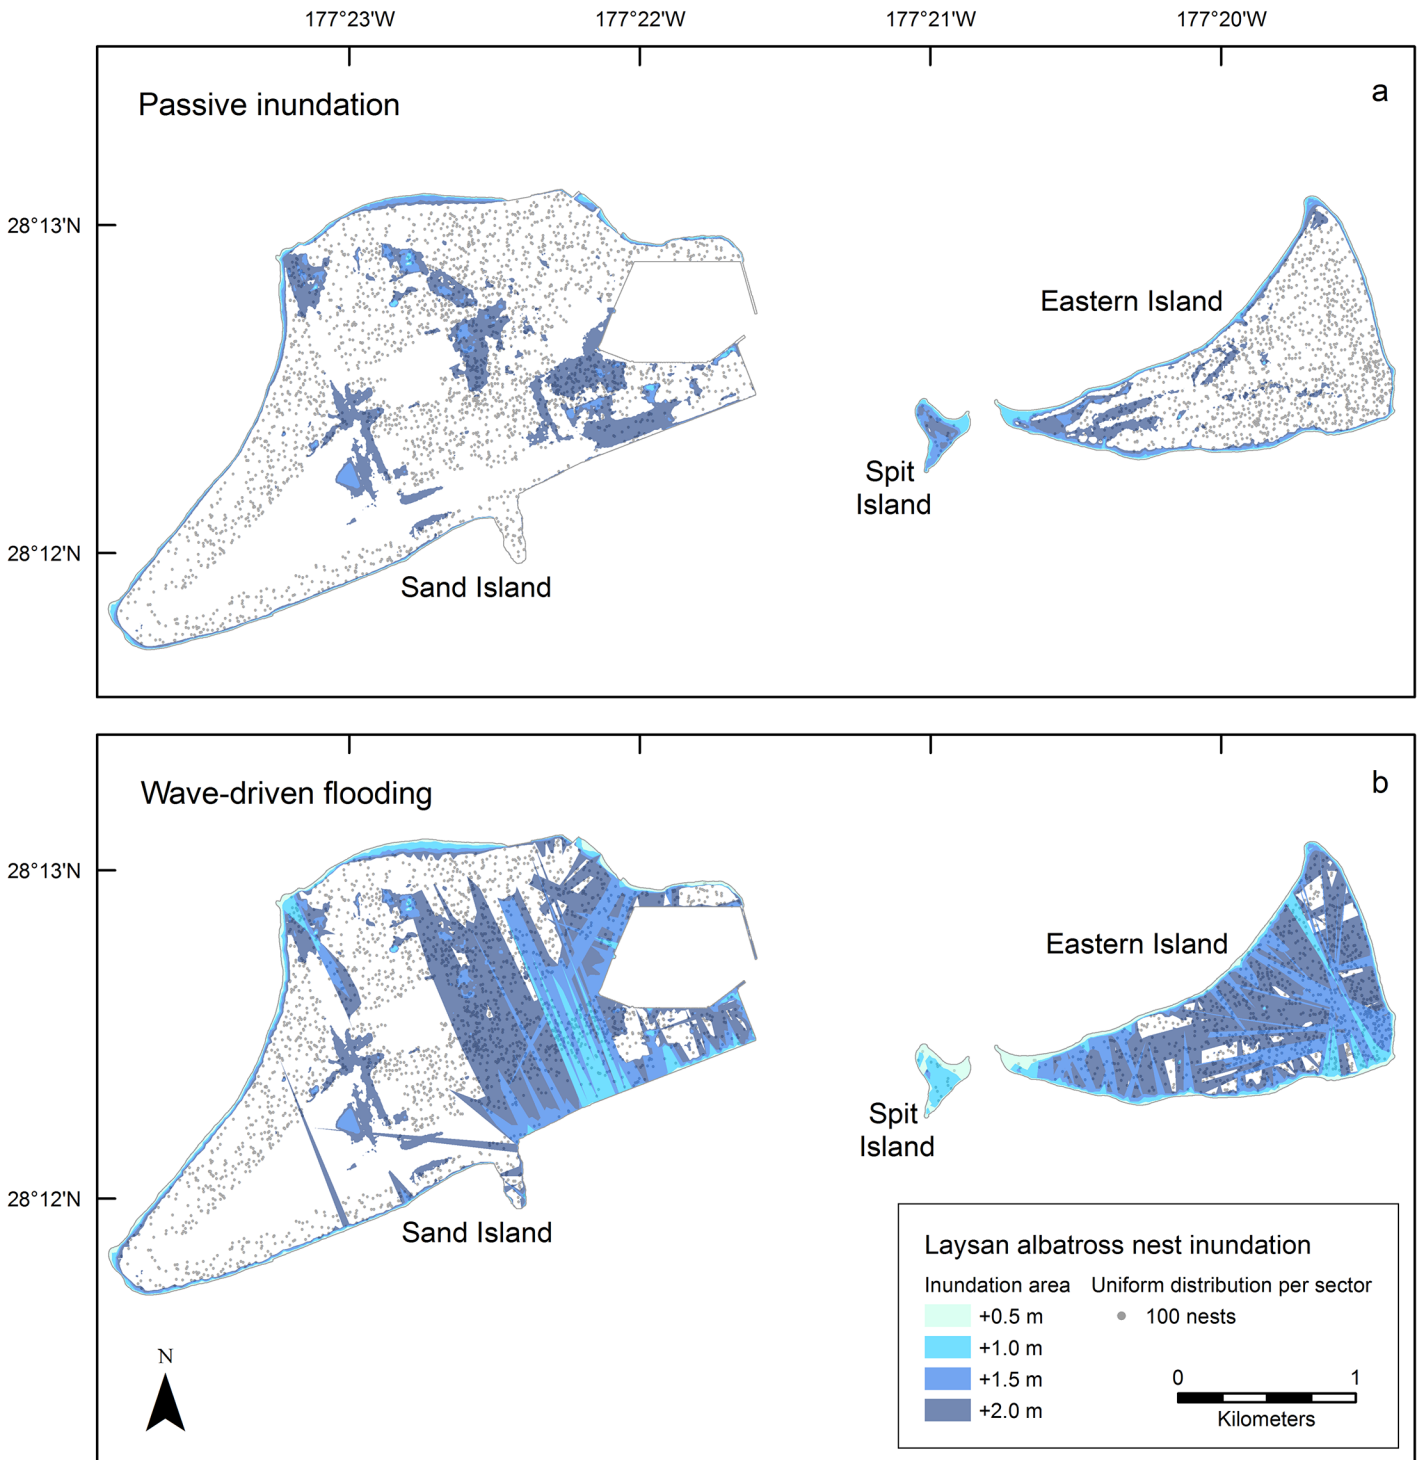 177°23'W 177°22'W 177°21'W 177°20'W
Passive inundation
a
28°13'N
Eastern Island
Spit
Island
28°12'N
Sand Island
Wave-driven flooding
b
28°13'N
Eastern Island
Spit
Island
28°12'N
Sand Island
N
Laysan albatross nest inundation
Inundation area Uniform distribution per sector
+0.5 m 100 nests
+1.0 m
+1.5 m 0 1
+2.0 m
Kilometers